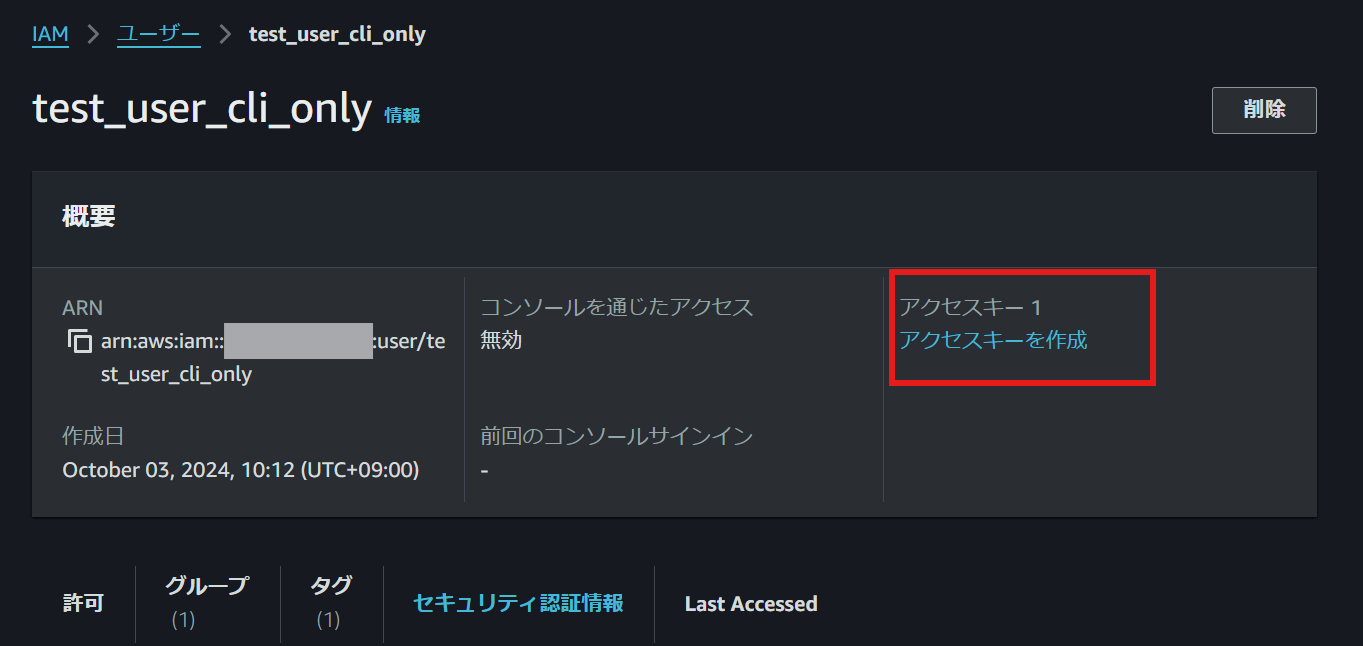 IAM > ユーザー > test_user_cli_only
test_user_cli_only 情報
削除
概要
ARN
arn:aws:iam:: :user/te
st_user_cli_only
作成日
October 03, 2024, 10:12 (UTC+09:00)
コンソールを通じたアクセス
無効
前回のコンソールサインイン
-
アクセスキー 1
アクセスキーを作成
許可
グループ
(1)
タグ
(1)
セキュリティ認証情報
Last Accessed